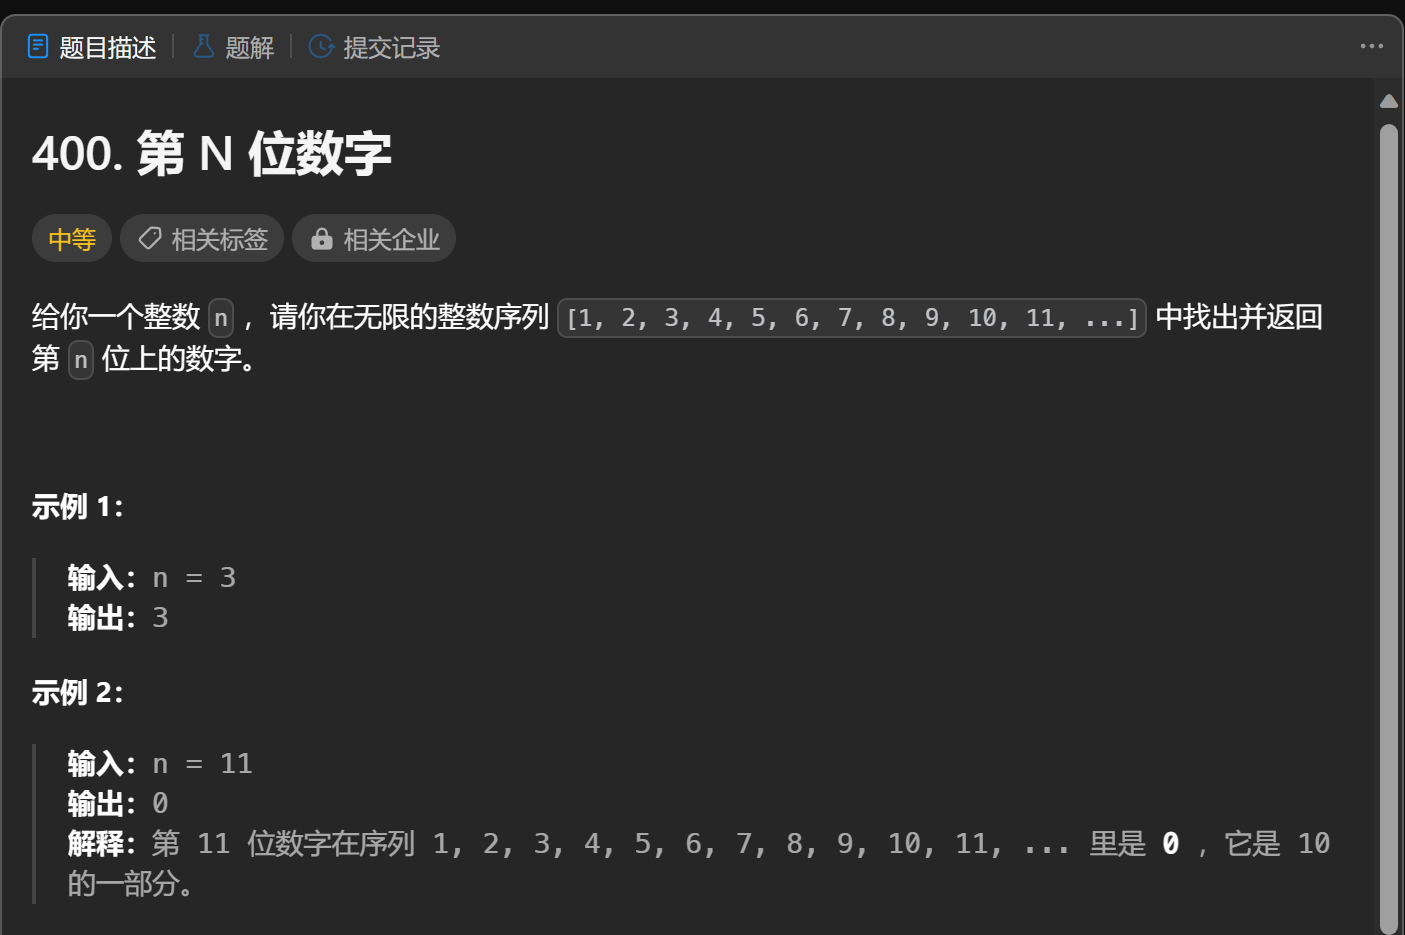 题目描述 题解 提交记录
400. 第 N 位数字
中等 相关标签 相关企业
给你一个整数 n ，请你在无限的整数序列 [1, 2, 3, 4, 5, 6, 7, 8, 9, 10, 11, ...] 中找出并返回
第 n 位上的数字。
示例 1：
输入：n = 3
输出：3
示例 2：
输入：n = 11
输出：0
解释：第 11 位数字在序列 1, 2, 3, 4, 5, 6, 7, 8, 9, 10, 11, ... 里是 0 ，它是 10
的一部分。